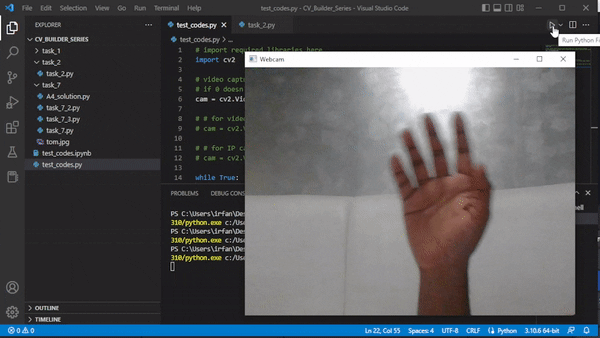 File Edit Selection View Go Run ...
test_codes.py - CV_Builder_Series - Visual Studio Code
EXPLORER
CV_BUILDER_SERIES
task_1
task_2
task_2.py
task_7
A4_solution.py
task_7_2.py
task_7_3.py
task_7.py
tom.jpg
test_codes.ipynb
test_codes.py
OUTLINE
TIMELINE
test_codes.py
task_2.py
Run Python Fi
test_codes.py > ...
1 # import required libraries here
2 import cv2
3
4 # video capt
5 # if 0 doesn
6 cam = cv2.Vid
7
8 # # for video
9 # cam = cv2.V
10
11 # # for IP ca
12 # cam = cv2.V
13
14 while True:
Webcam
PROBLEMS DEBUG CONS
PS C:\Users\irfan\Des
310/python.exe c:/Use
PS C:\Users\irfan\Des
310/python.exe c:/Use
PS C:\Users\irfan\Des
310/python.exe c:/Use
0 0
Ln 22, Col 55 Spaces: 4 UTF-8 CRLF Python 3.10.6 64-bit